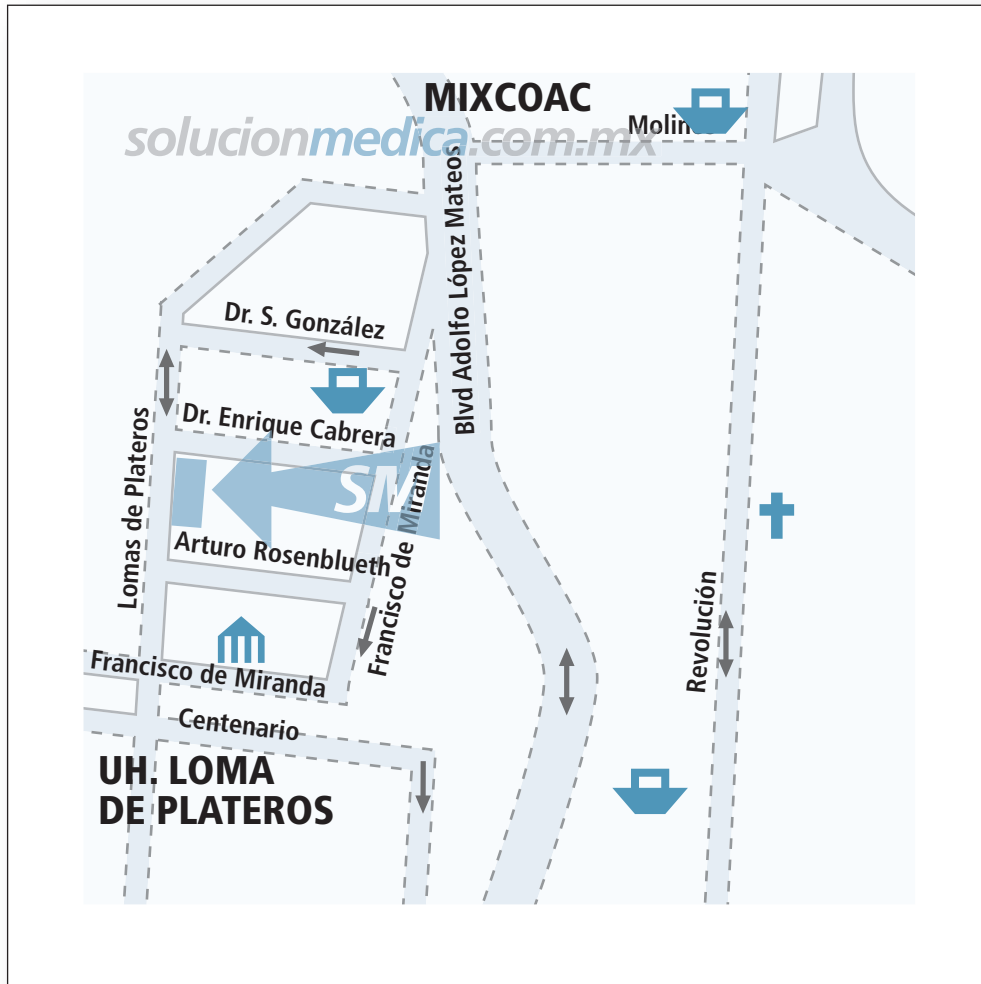 MIXCOAC
Molinos
solucionmedica.com.mx
Blvd Adolfo López Mateos
Dr. S. González
Dr. Enrique Cabrera
Lomas de Plateros
SM
Francisco de Miranda
Arturo Rosenblueth
Revolución
Francisco de Miranda
Centenario
UH. LOMA
DE PLATEROS